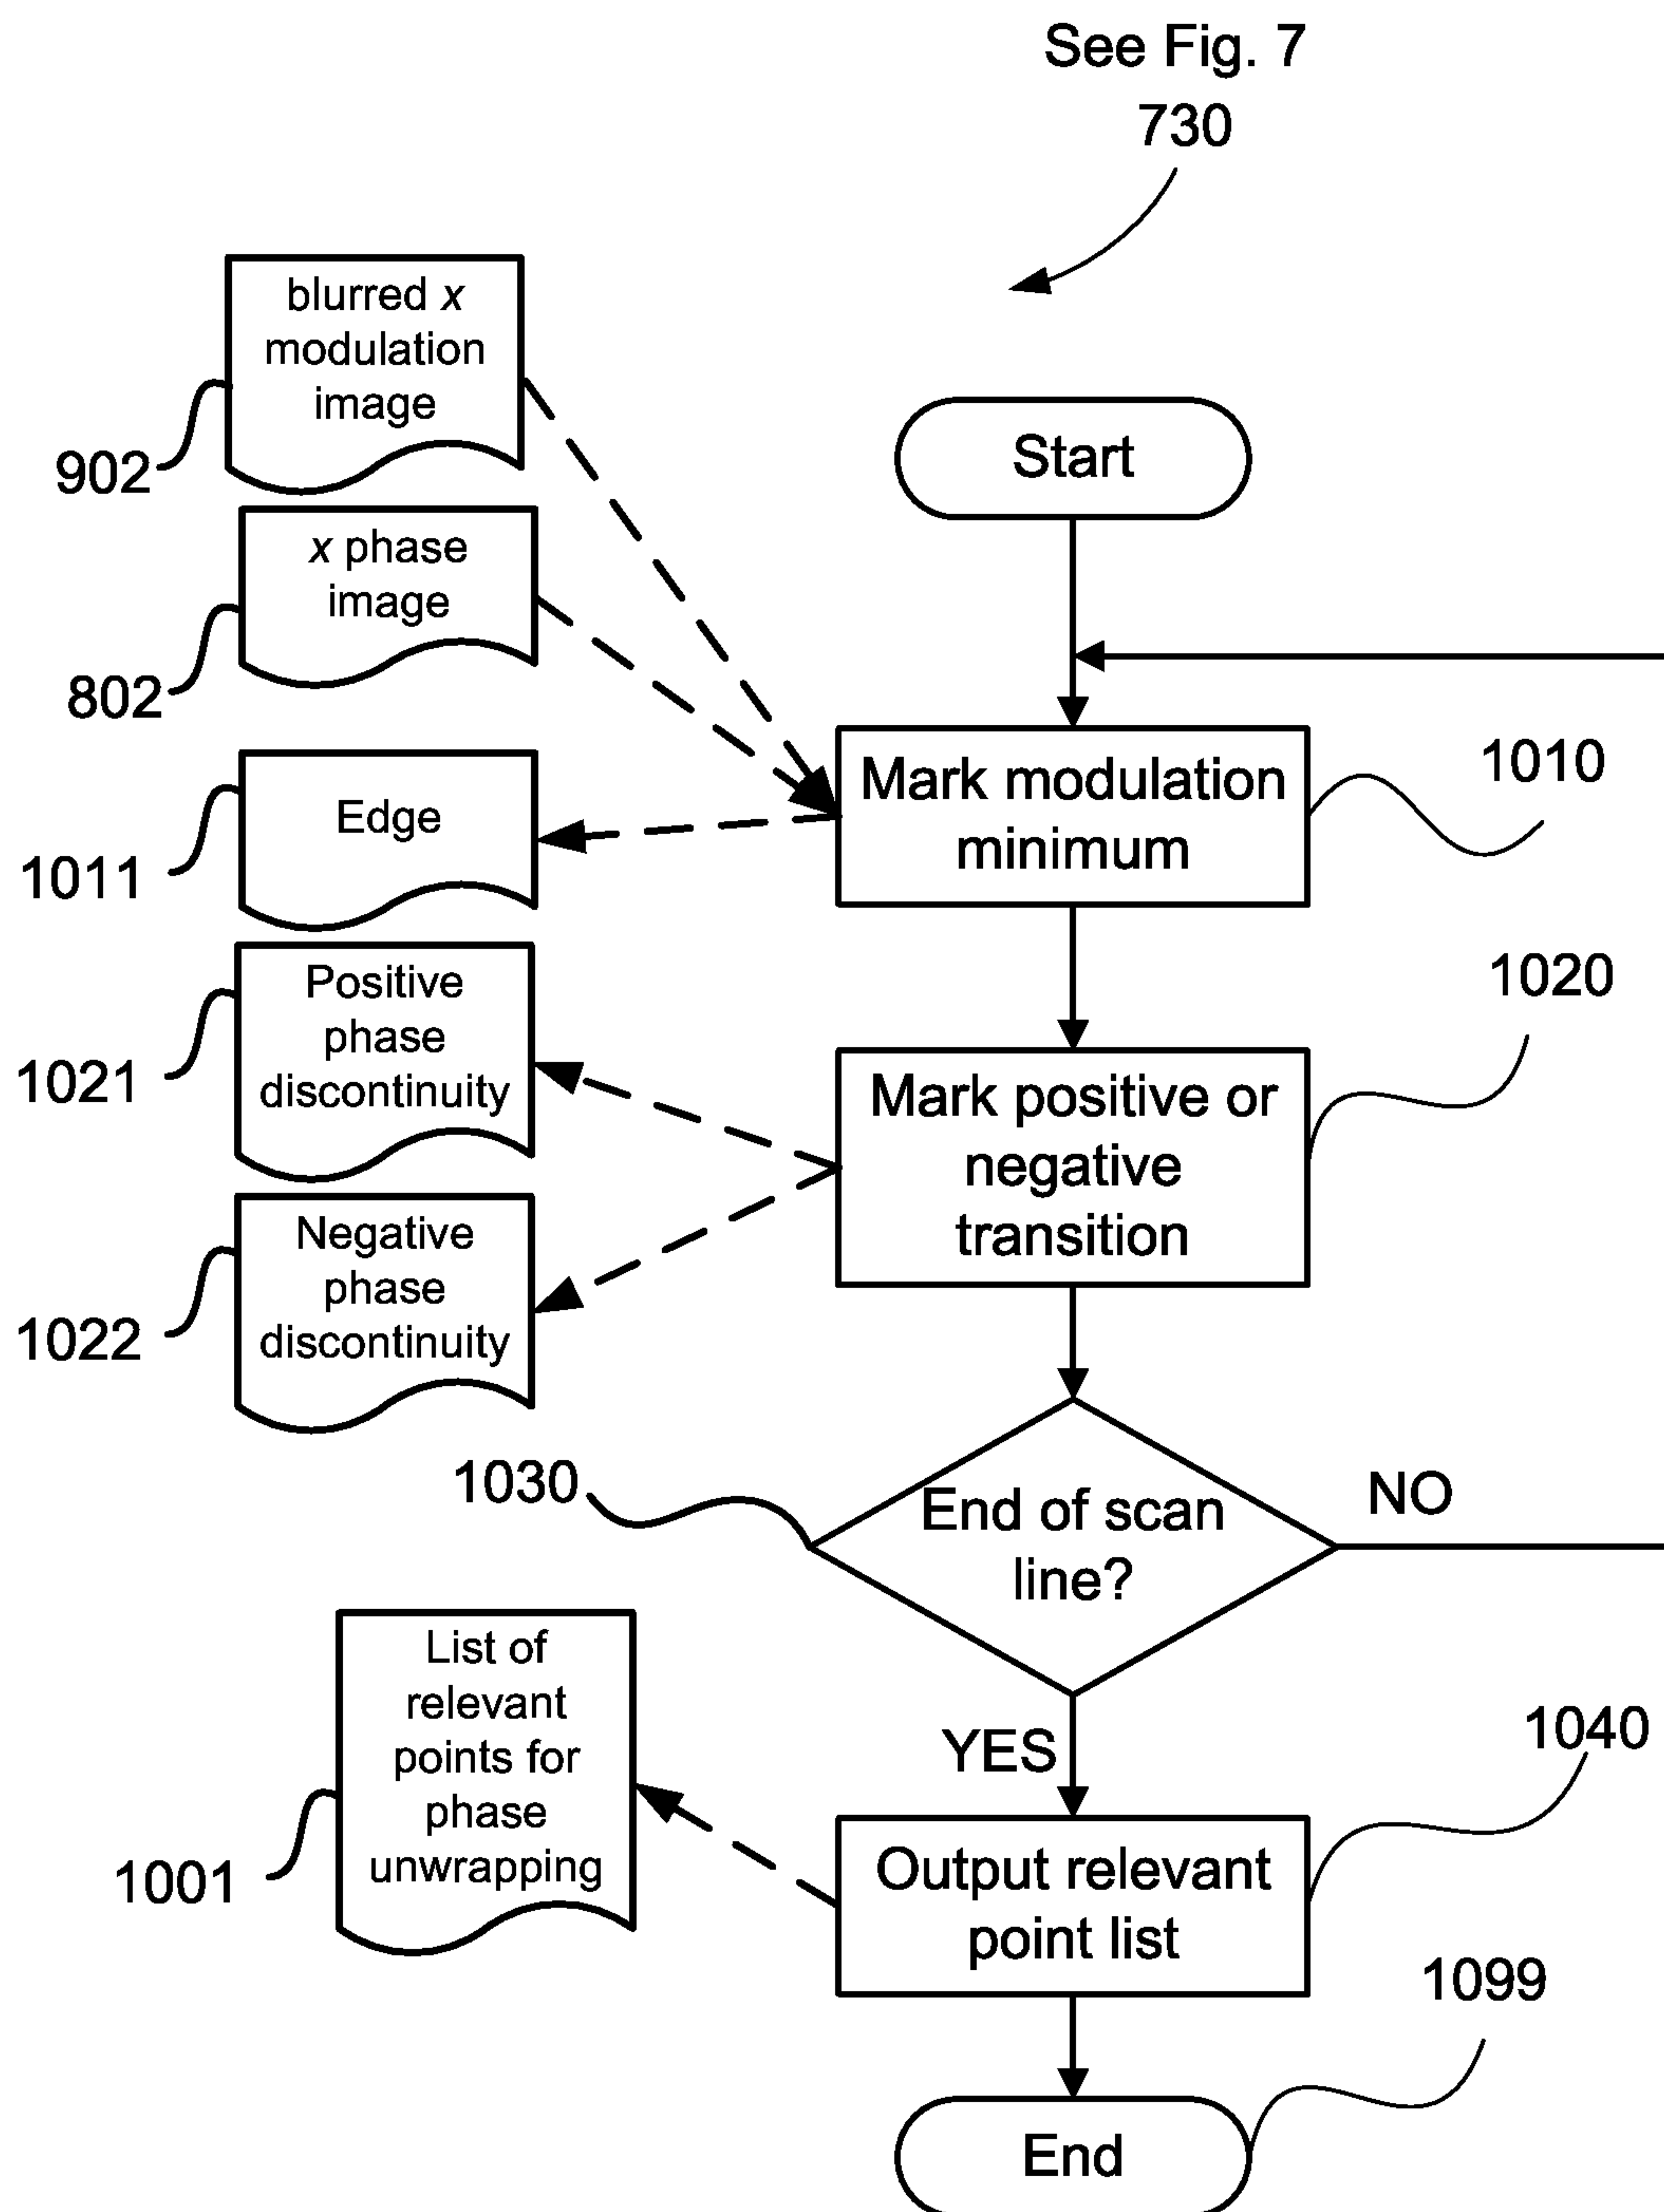 See Fig. 7
730
blurred x
modulation
image
902
Start
x phase
image
802
Mark modulation
minimum
1010
Edge
1011
Positive
phase
discontinuity
1021
Mark positive or
negative
transition
1020
Negative
phase
discontinuity
1022
1030
End of scan
line?
NO
YES
List of
relevant
points for
phase
unwrapping
1001
Output relevant
point list
1040
End
1099